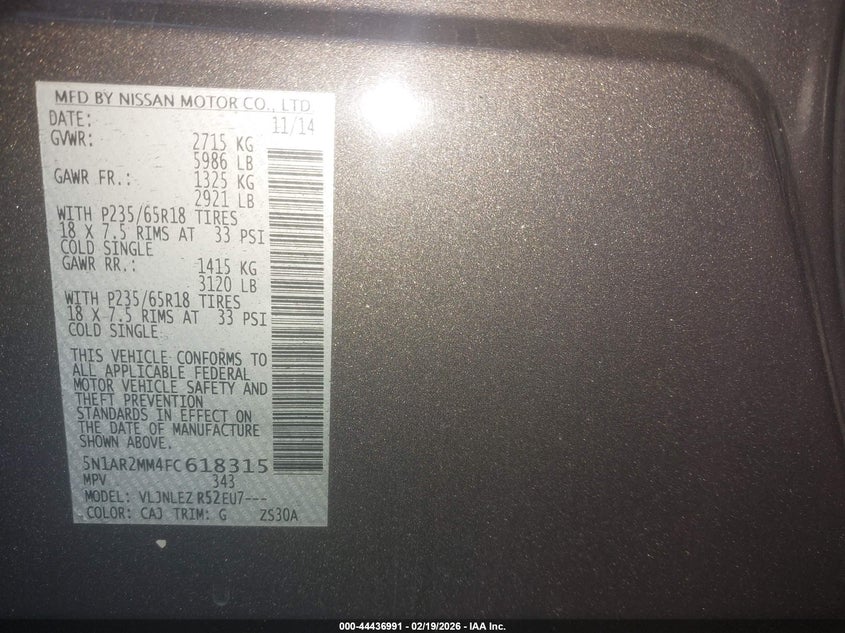 MFD BY NISSAN MOTOR CO., LTD
DATE: 11/14
GVWR: 2715 KG
5986 LB
GAWR FR.: 1325 KG
2921 LB
WITH P235/65R18 TIRES
18 X 7.5 RIMS AT 33 PSI
COLD SINGLE
GAWR RR.: 1415 KG
3120 LB
WITH P235/65R18 TIRES
18 X 7.5 RIMS AT 33 PSI
COLD SINGLE
THIS VEHICLE CONFORMS TO
ALL APPLICABLE FEDERAL
MOTOR VEHICLE SAFETY AND
THEFT PREVENTION
STANDARDS IN EFFECT ON
THE DATE OF MANUFACTURE
SHOWN ABOVE.
5N1AR2MM4FC618315
MPV 343
MODEL: VLJNLEZ R52EU7---
COLOR: CAJ TRIM: G ZS30A
000-44436991 - 02/19/2026 - IAA Inc.